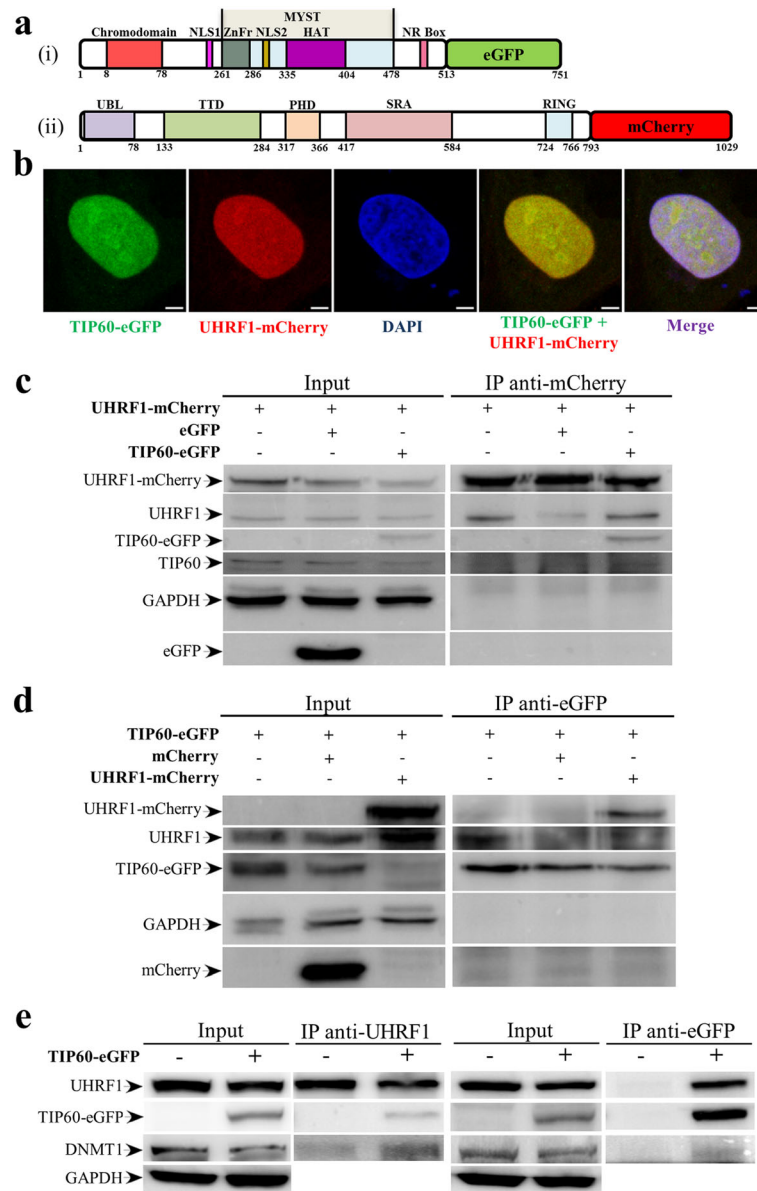 a
MYST
Chromodomain NLS1 ZnFr NLS2 HAT NR Box
(i) eGFP
1 8 78 261 286 335 404 478 513 751
UBL TTD PHD SRA RING
(ii) mCherry
1 78 133 284 317 366 417 584 724 766 793 1029
b
TIP60-eGFP UHRF1-mCherry DAPI TIP60-eGFP + UHRF1-mCherry Merge
c
Input IP anti-mCherry
UHRF1-mCherry + + + + + +
eGFP - + - - + -
TIP60-eGFP - - + - - +
UHRF1-mCherry
UHRF1
TIP60-eGFP
TIP60
GAPDH
eGFP
d
Input IP anti-eGFP
TIP60-eGFP + + + + + +
mCherry - + - - + -
UHRF1-mCherry - - + - - +
UHRF1-mCherry
UHRF1
TIP60-eGFP
GAPDH
mCherry
e
Input IP anti-UHRF1 Input IP anti-eGFP
TIP60-eGFP - + - + - + - +
UHRF1
TIP60-eGFP
DNMT1
GAPDH